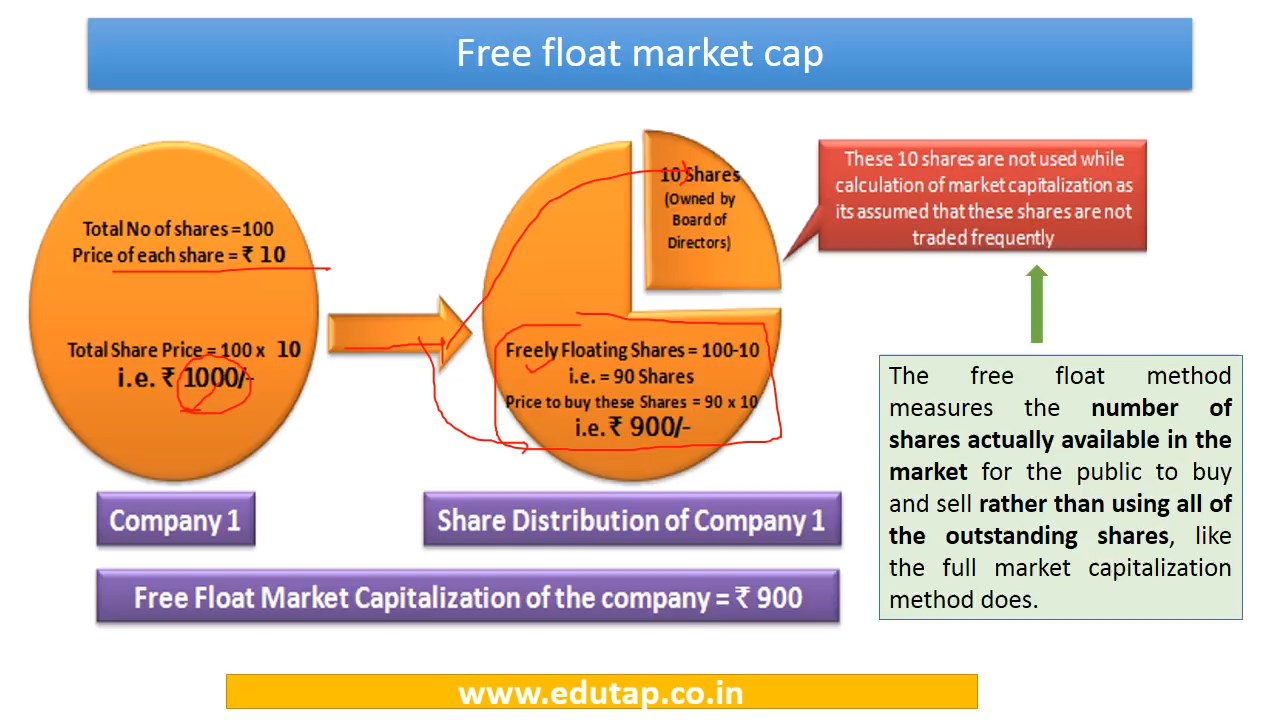 Free float market cap
Total No of shares =100
Price of each share = ₹ 10
Total Share Price = 100 x 10
i.e. ₹ 1000/-
10 Shares
(Owned by
Board of
Directors)
Freely Floating Shares = 100-10
i.e. = 90 Shares
Price to buy these Shares = 90 x 10
i.e. ₹ 900/-
These 10 shares are not used while
calculation of market capitalization as
its assumed that these shares are not
traded frequently
The free float method
measures the number of
shares actually available in the
market for the public to buy
and sell rather than using all of
the outstanding shares, like
the full market capitalization
method does.
Company 1
Share Distribution of Company 1
Free Float Market Capitalization of the company = ₹ 900
www.edutap.co.in